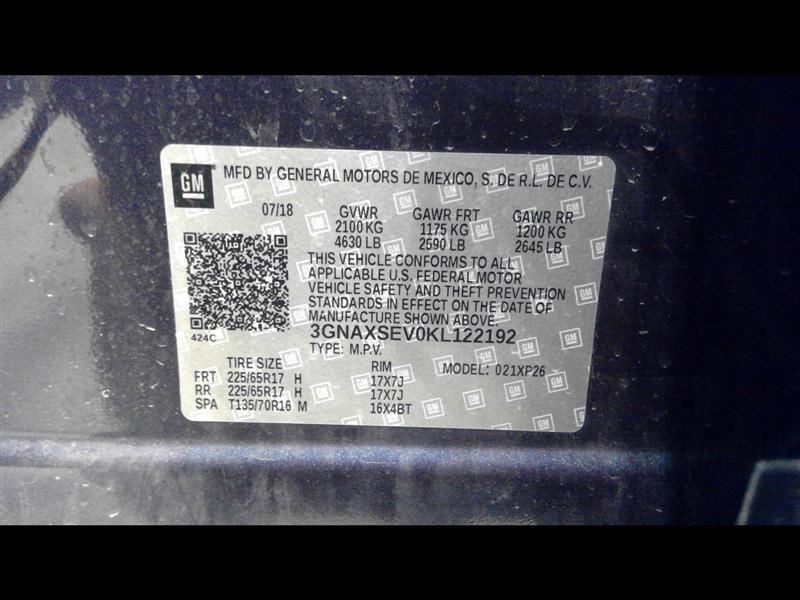 GM MFD BY GENERAL MOTORS DE MEXICO, S. DE R.L. DE C.V.
07/18 GVWR GAWR FRT GAWR RR
2100 KG 1175 KG 1200 KG
4630 LB 2590 LB 2645 LB
THIS VEHICLE CONFORMS TO ALL
APPLICABLE U.S. FEDERAL MOTOR
VEHICLE SAFETY AND THEFT PREVENTION
STANDARDS IN EFFECT ON THE DATE OF
MANUFACTURE SHOWN ABOVE.
424C 3GNAXSEV0KL122192
TYPE: M.P.V.
TIRE SIZE RIM MODEL: 021XP26
FRT 225/65R17 H 17X7J
RR 225/65R17 H 17X7J
SPA T135/70R16 M 16X4BT